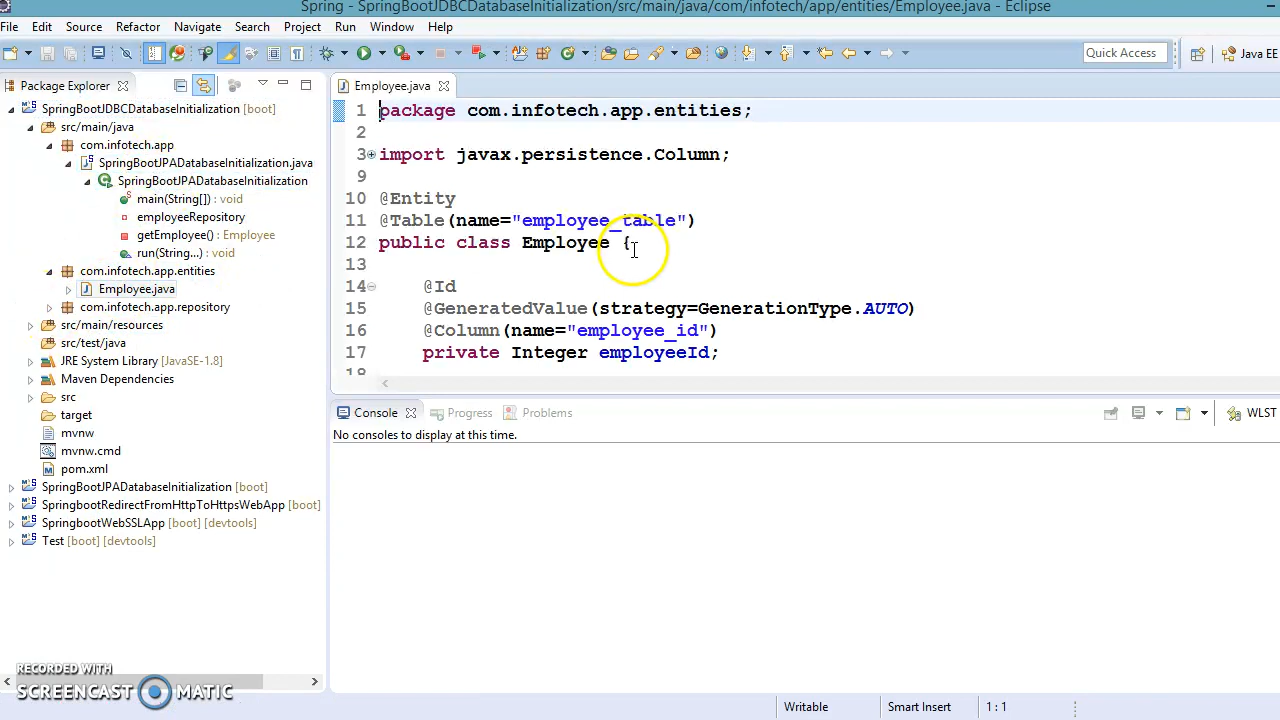 Spring - SpringBootJDBCDatabaseInitialization/src/main/java/com/infotech/app/entities/Employee.java - Eclipse
File Edit Source Refactor Navigate Search Project Run Window Help
Quick Access
Java EE
Package Explorer
SpringBootJDBCDatabaseInitialization [boot]
src/main/java
com.infotech.app
SpringBootJPADatabaseInitialization.java
SpringBootJPADatabaseInitialization
main(String[]) : void
employeeRepository
getEmployee() : Employee
run(String...) : void
com.infotech.app.entities
Employee.java
com.infotech.app.repository
src/main/resources
src/test/java
JRE System Library [JavaSE-1.8]
Maven Dependencies
src
target
mvnw
mvnw.cmd
pom.xml
SpringBootJPADatabaseInitialization [boot]
SpringbootRedirectFromHttpToHttpsWebApp [boot]
SpringbootWebSSLApp [boot] [devtools]
Test [boot] [devtools]
Employee.java
1 package com.infotech.app.entities;
2
3 import javax.persistence.Column;
9
10 @Entity
11 @Table(name="employee_table")
12 public class Employee {
13
14 @Id
15 @GeneratedValue(strategy=GenerationType.AUTO)
16 @Column(name="employee_id")
17 private Integer employeeId;
18
Console Progress Problems
WLST
No consoles to display at this time.
RECORDED WITH
SCREENCAST MATIC
Writable Smart Insert 1 : 1